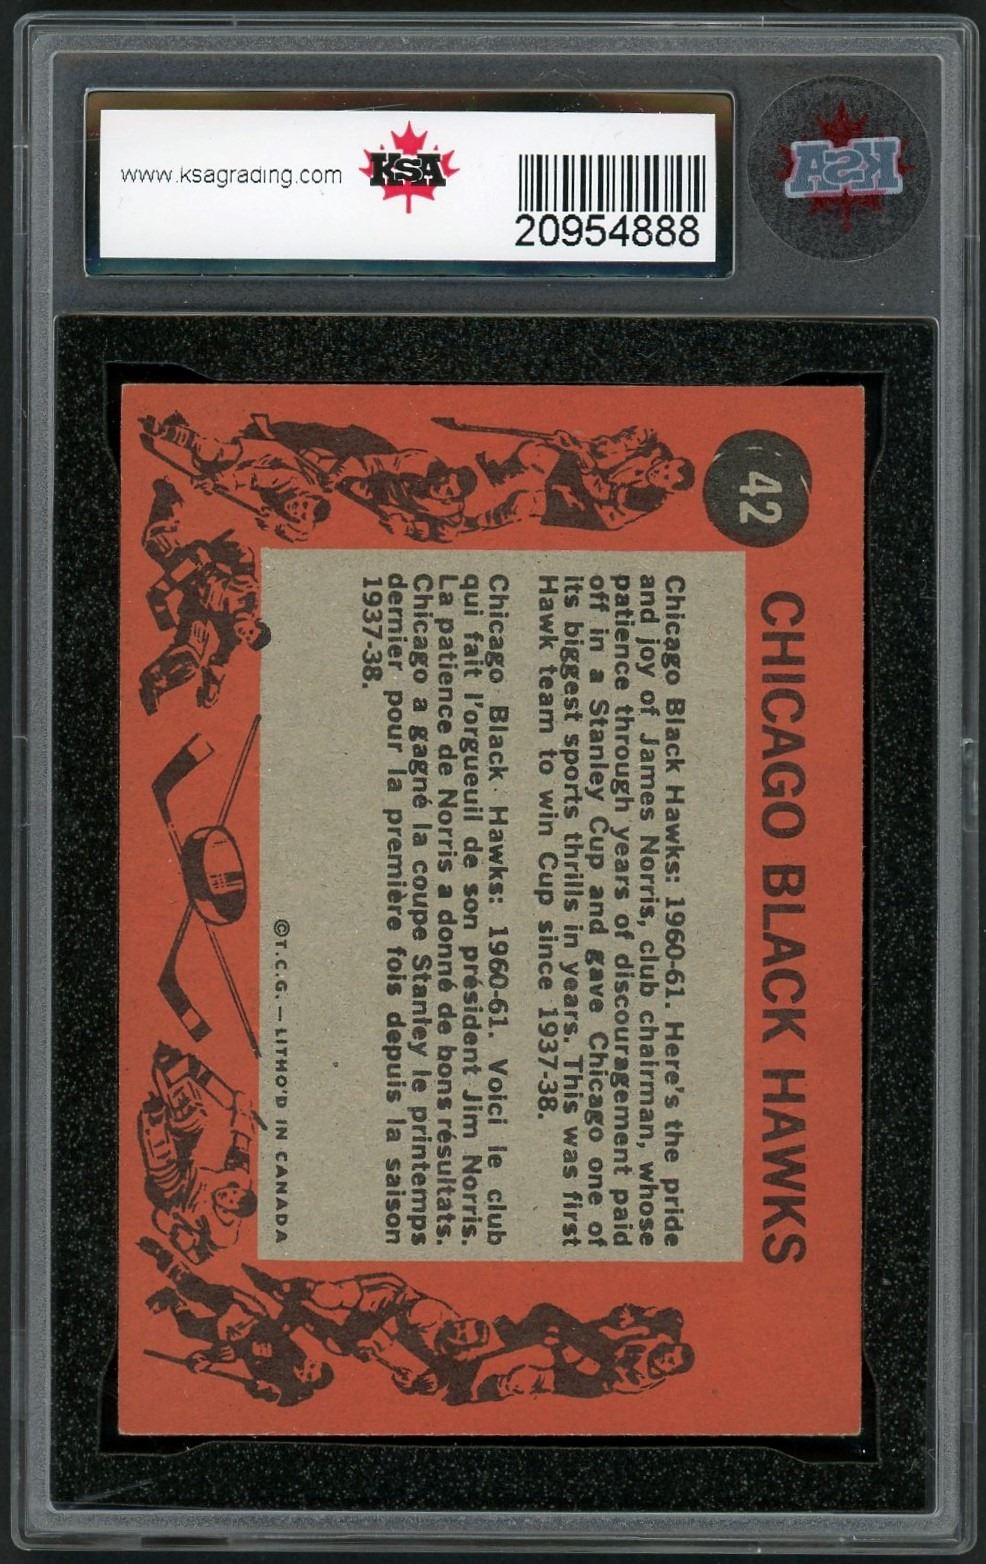 www.ksagrading.com
KSA
20954888
KSA
42
CHICAGO BLACK HAWKS
Chicago Black Hawks: 1960-61. Here's the pride
and joy of James Norris, club chairman, whose
patience through years of discouragement paid
off in a Stanley Cup and gave Chicago one of
its biggest sports thrills in years. This was first
Hawk team to win Cup since 1937-38.
Chicago Black Hawks: 1960-61. Voici le club
qui fait l'orgueuil de son président Jim Norris.
La patience de Norris a donné de bons résultats.
Chicago a gagné la coupe Stanley le printemps
dernier pour la première fois depuis la saison
1937-38.
©T.C.G. — LITHO'D IN CANADA